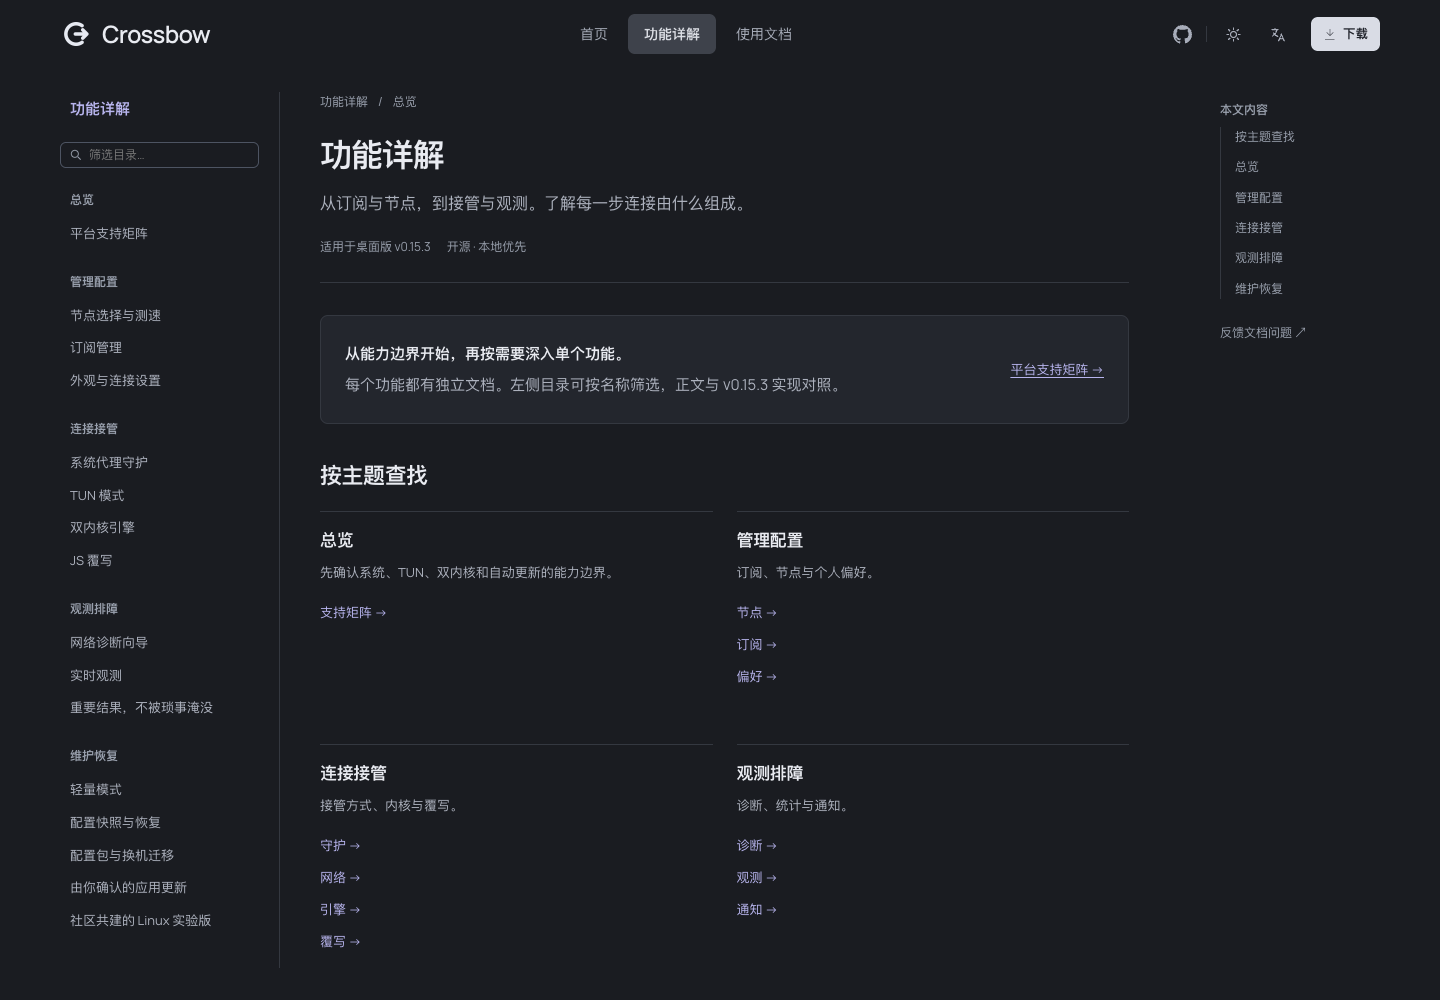 Crossbow
首页
功能详解
使用文档
下载
功能详解
筛选目录...
总览
平台支持矩阵
管理配置
节点选择与测速
订阅管理
外观与连接设置
连接接管
系统代理守护
TUN 模式
双内核引擎
JS 覆写
观测排障
网络诊断向导
实时观测
重要结果，不被琐事淹没
维护恢复
轻量模式
配置快照与恢复
配置包与换机迁移
由你确认的应用更新
社区共建的 Linux 实验版
功能详解 / 总览
功能详解
从订阅与节点，到接管与观测。了解每一步连接由什么组成。
适用于桌面版 v0.15.3 开源 · 本地优先
从能力边界开始，再按需要深入单个功能。
每个功能都有独立文档。左侧目录可按名称筛选，正文与 v0.15.3 实现对照。
平台支持矩阵 →
按主题查找
总览
先确认系统、TUN、双内核和自动更新的能力边界。
支持矩阵 →
管理配置
订阅、节点与个人偏好。
节点 →
订阅 →
偏好 →
连接接管
接管方式、内核与覆写。
守护 →
网络 →
引擎 →
覆写 →
观测排障
诊断、统计与通知。
诊断 →
观测 →
通知 →
本文内容
按主题查找
总览
管理配置
连接接管
观测排障
维护恢复
反馈文档问题 ↗